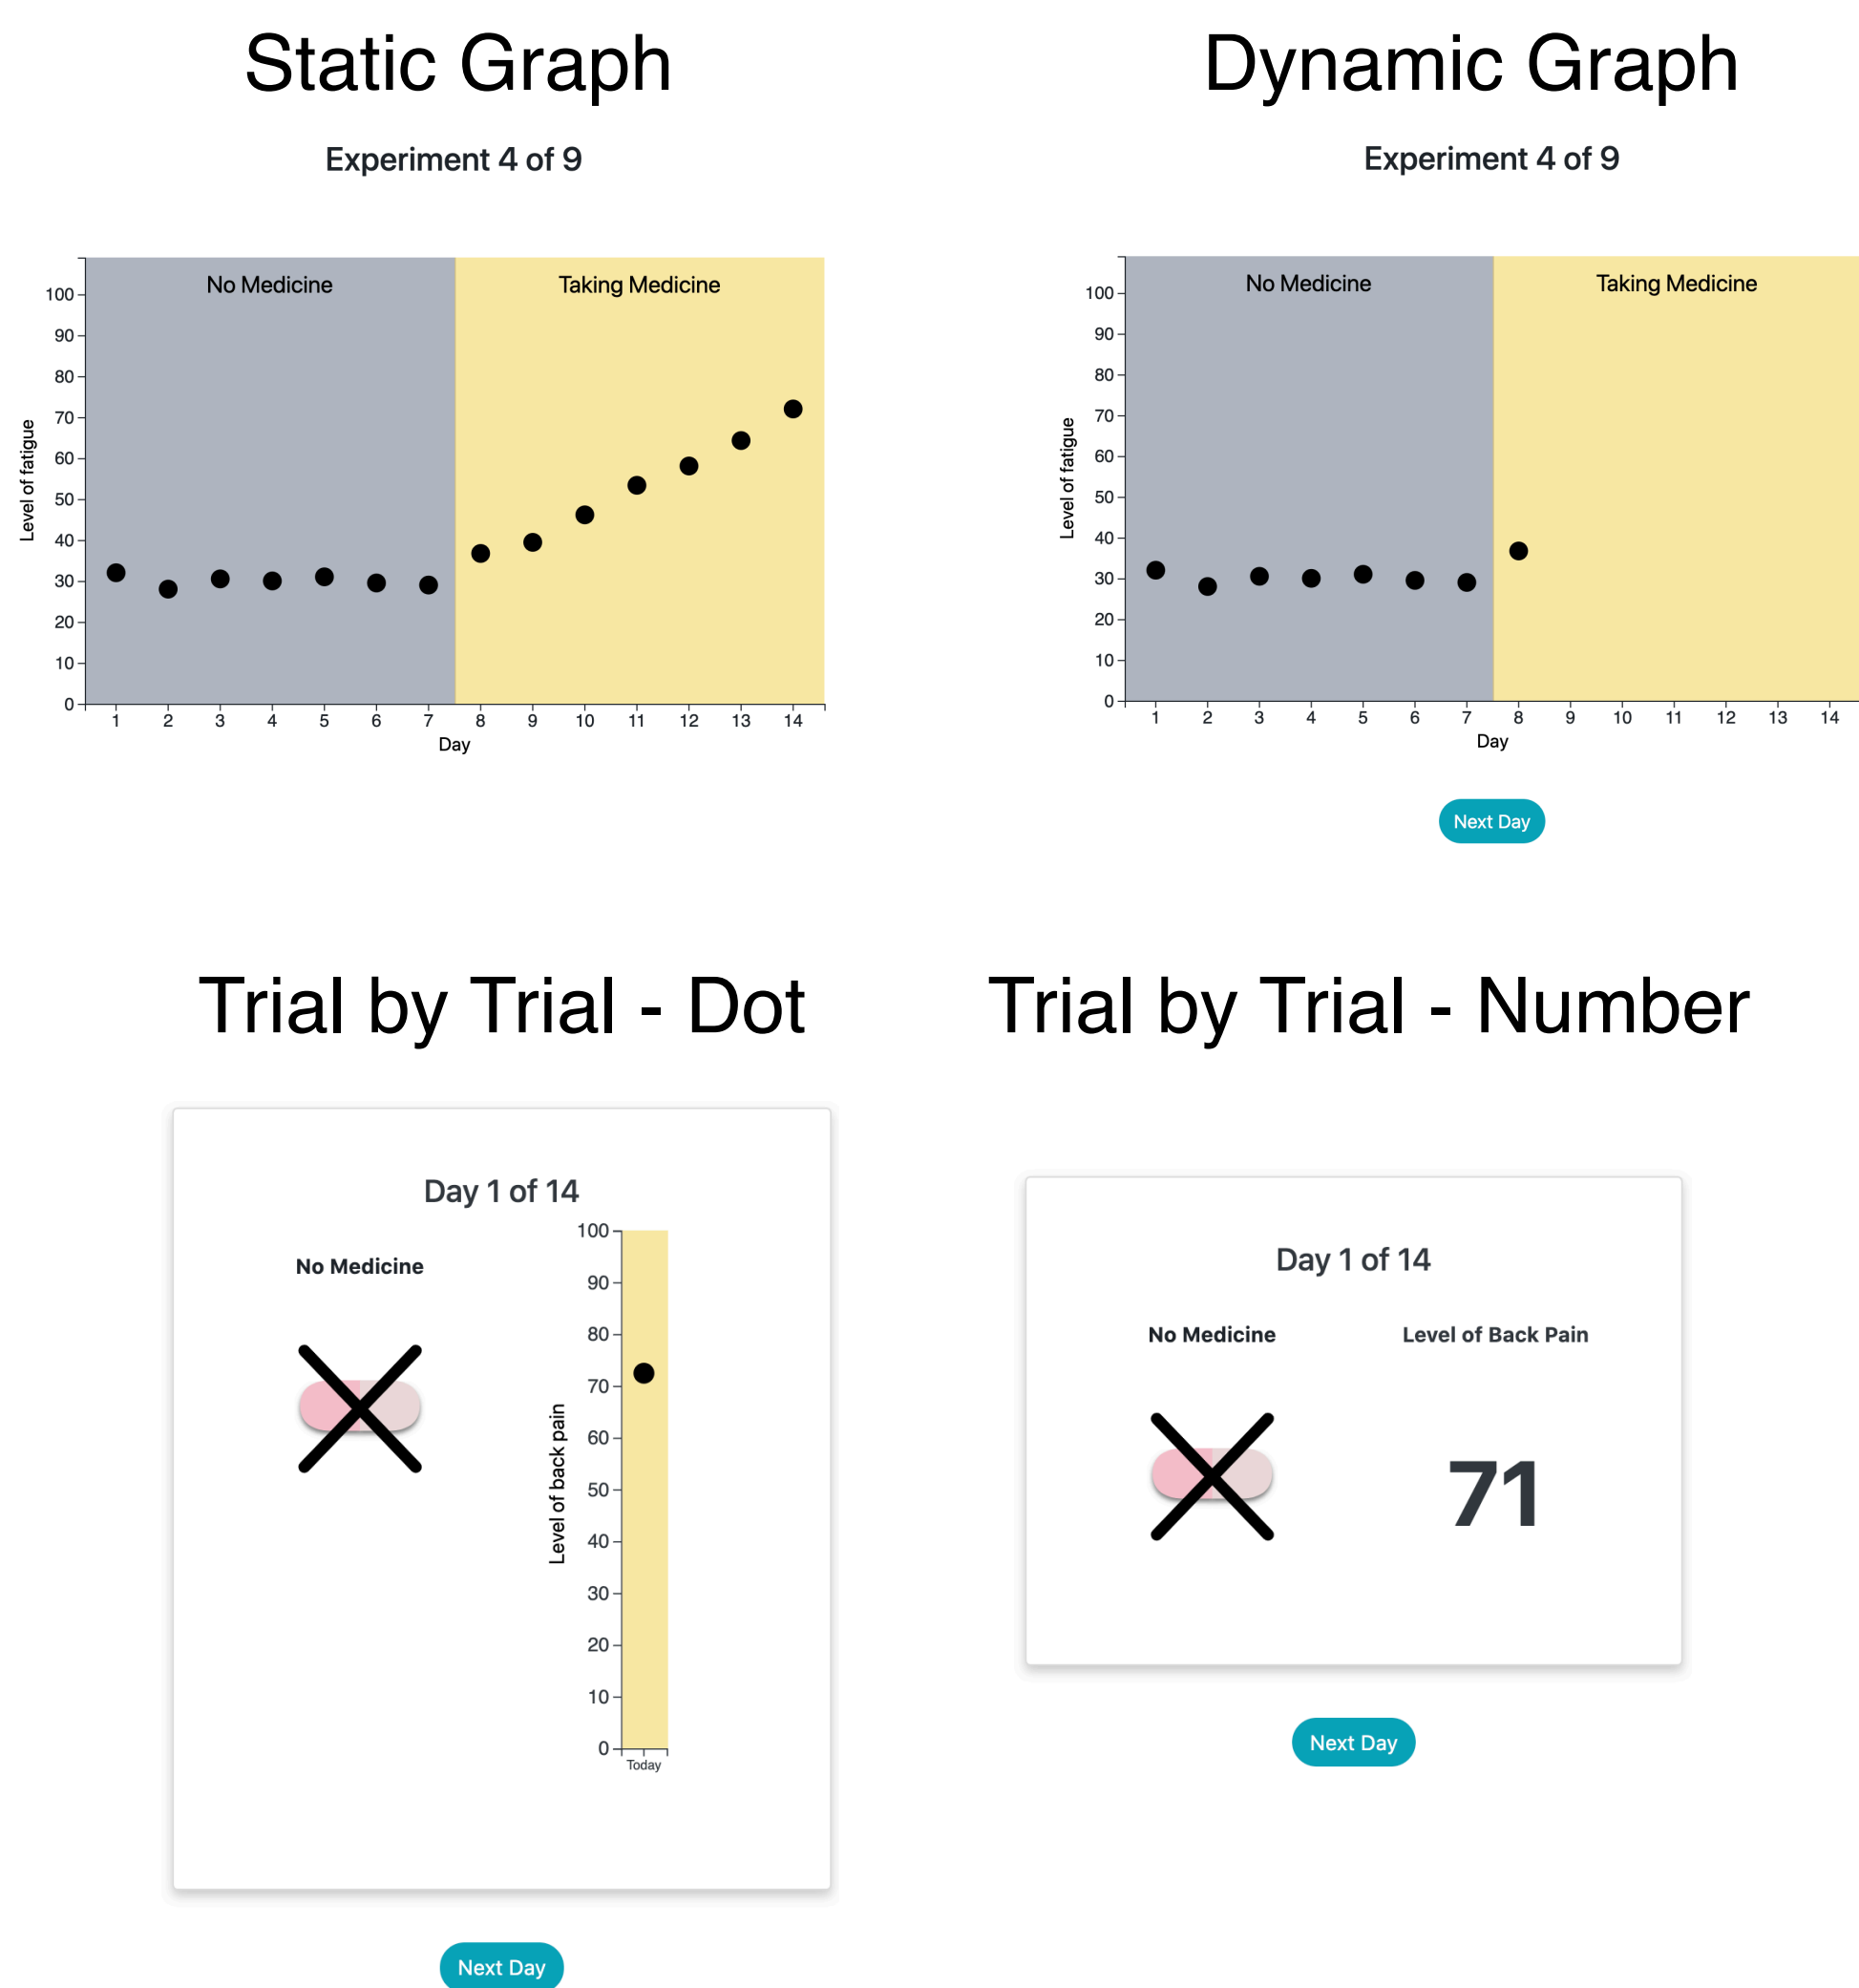 Static Graph
Experiment 4 of 9
No Medicine
Taking Medicine
100
90
80
70
60
50
40
30
20
10
0
Level of fatigue
1 2 3 4 5 6 7 8 9 10 11 12 13 14
Day
Dynamic Graph
Experiment 4 of 9
No Medicine
Taking Medicine
100
90
80
70
60
50
40
30
20
10
0
Level of fatigue
1 2 3 4 5 6 7 8 9 10 11 12 13 14
Day
Next Day
Trial by Trial - Dot
Day 1 of 14
No Medicine
100
90
80
70
60
50
40
30
20
10
0
Level of back pain
Today
Next Day
Trial by Trial - Number
Day 1 of 14
No Medicine
Level of Back Pain
71
Next Day